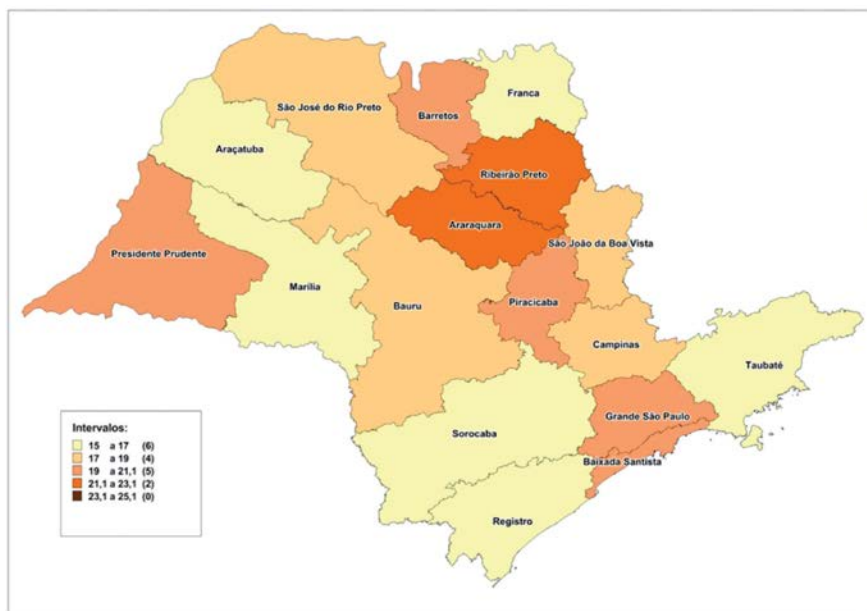 Franca
São José do Rio Preto
Barretos
Araçatuba
Ribeirão Preto
Araraquara
São João da Boa Vista
Presidente Prudente
Marília
Bauru
Piracicaba
Campinas
Taubaté
Grande São Paulo
Sorocaba
Baixada Santista
Registro
Intervalos:
15 a 17 (6)
17 a 19 (4)
19 a 21,1 (5)
21,1 a 23,1 (2)
23,1 a 25,1 (0)